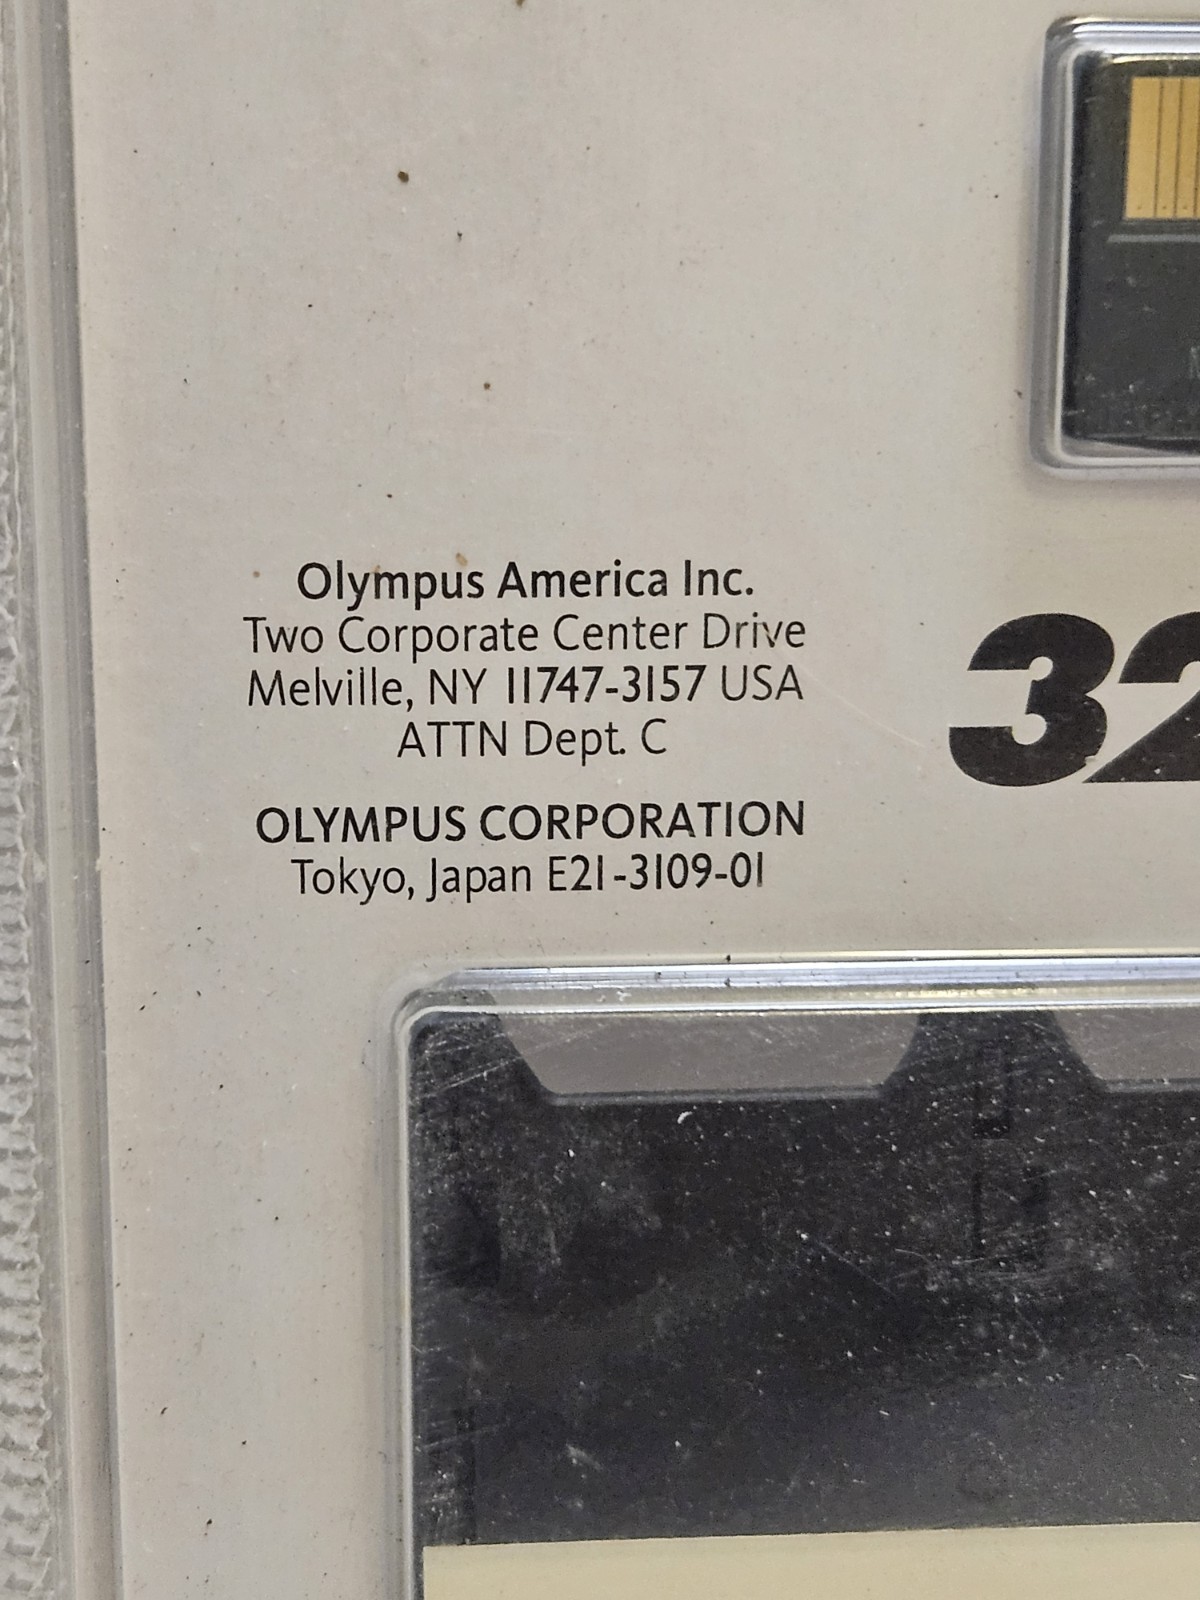 Olympus America Inc.
Two Corporate Center Drive
Melville, NY 11747-3157 USA
ATTN Dept. C
32
OLYMPUS CORPORATION
Tokyo, Japan E21-3109-01